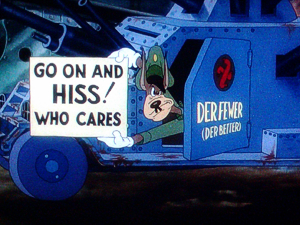 GO ON AND
HISS!
WHO CARES
DER FEWER
(DER BETTER)